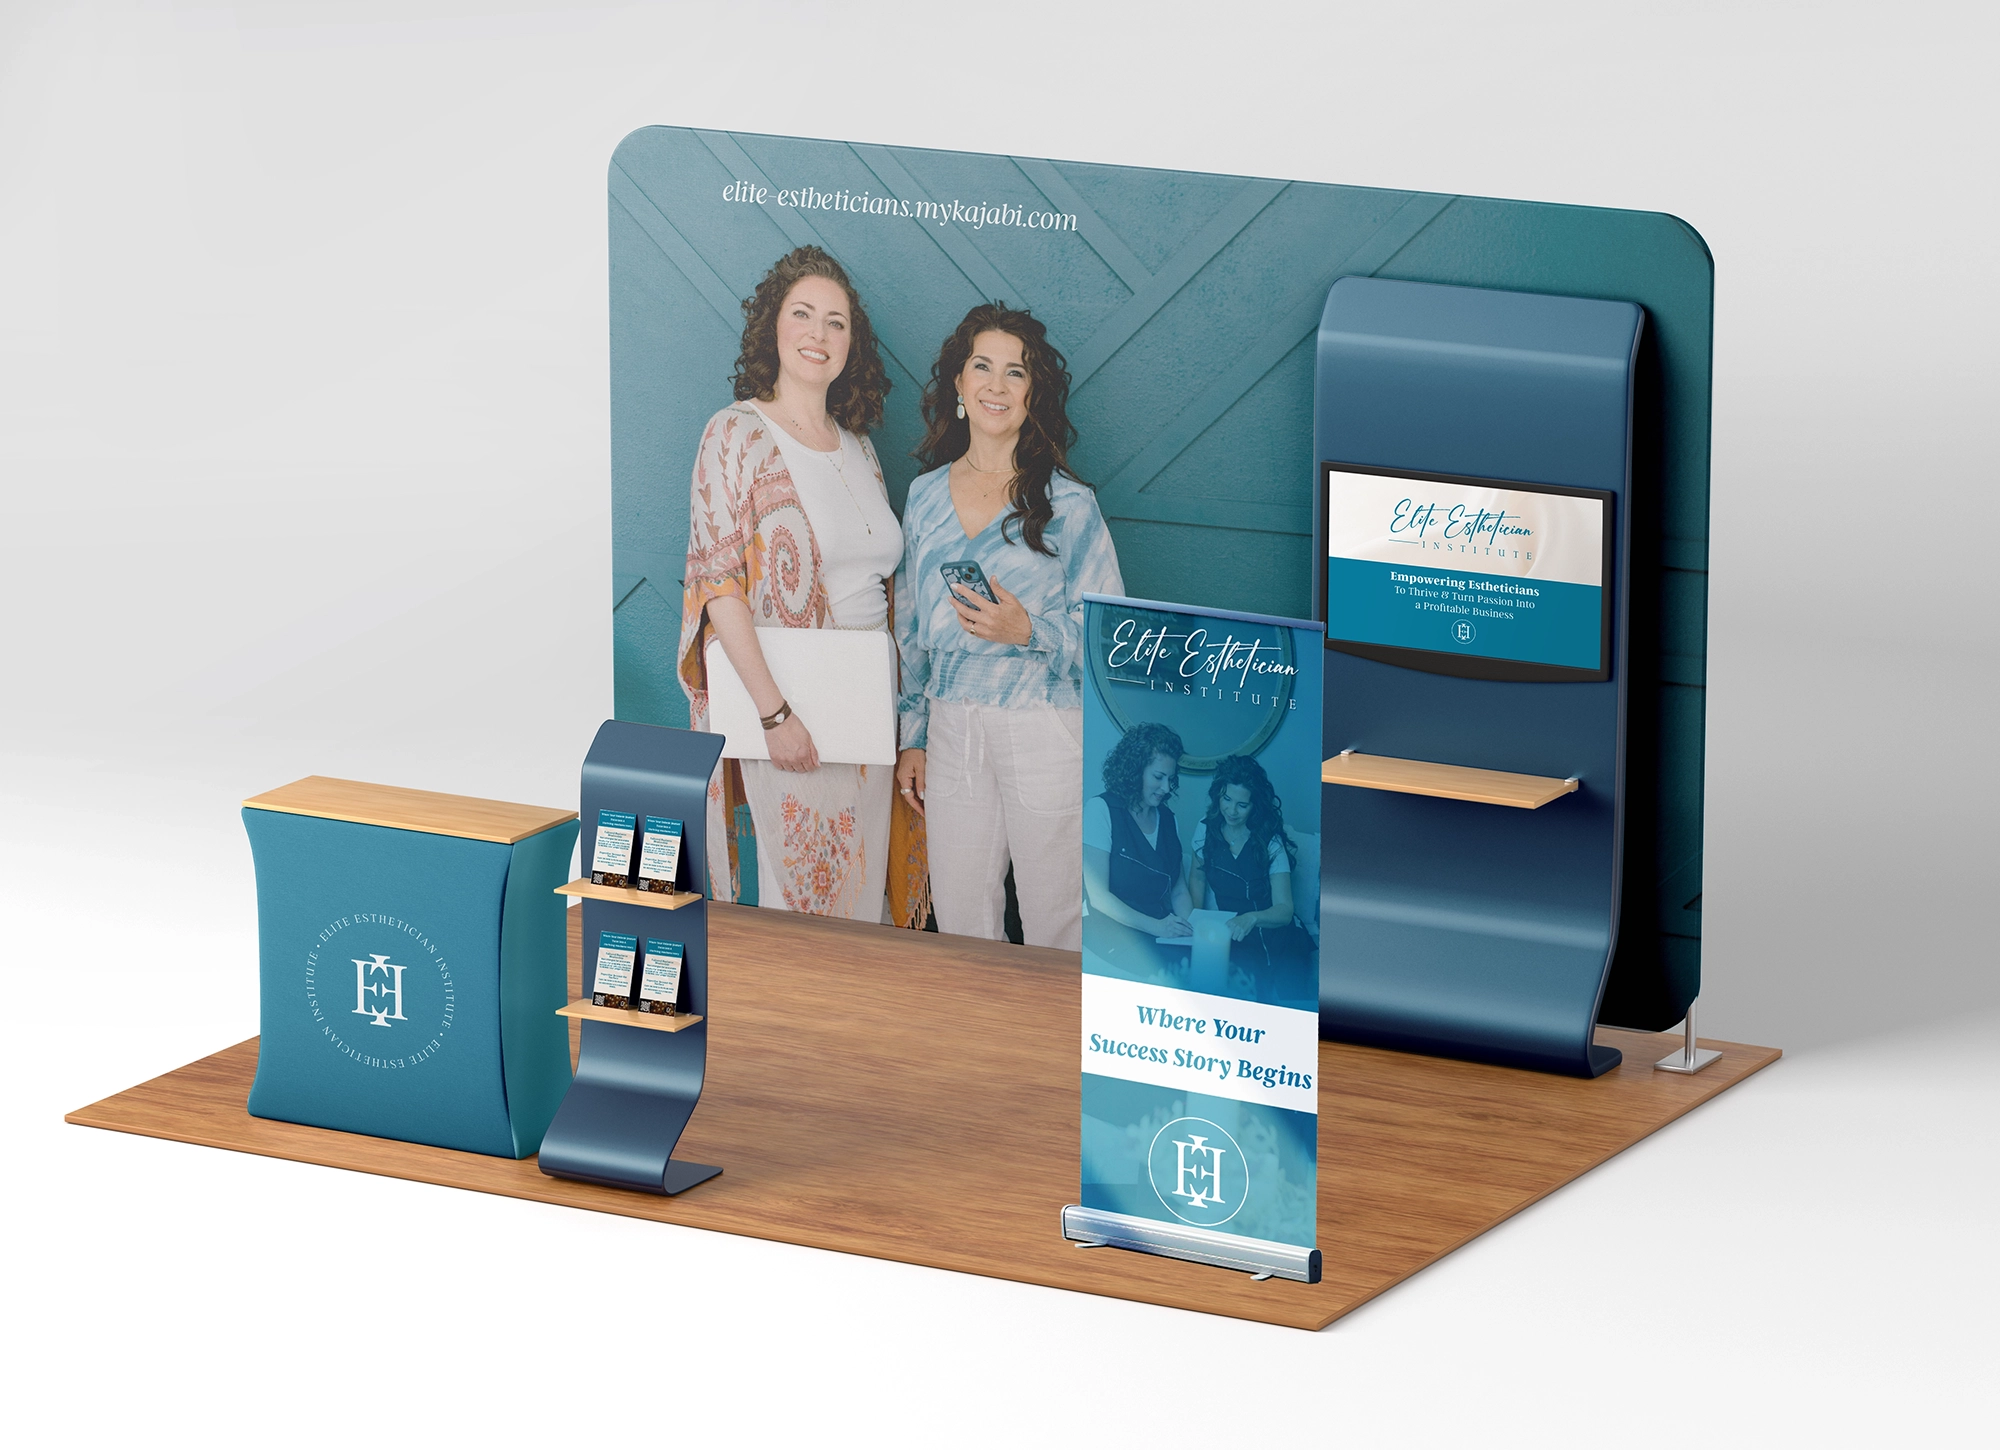 elite-estheticians.mykajabi.com
Elite Esthetician
INSTITUTE
Empowering Estheticians
To Thrive & Turn Passion Into
a Profitable Business
Elite Esthetician
INSTITUTE
Where Your
Success Story Begins
ELITE ESTHETICIAN INSTITUTE • ELITE ESTHETICIAN INSTITUTE •